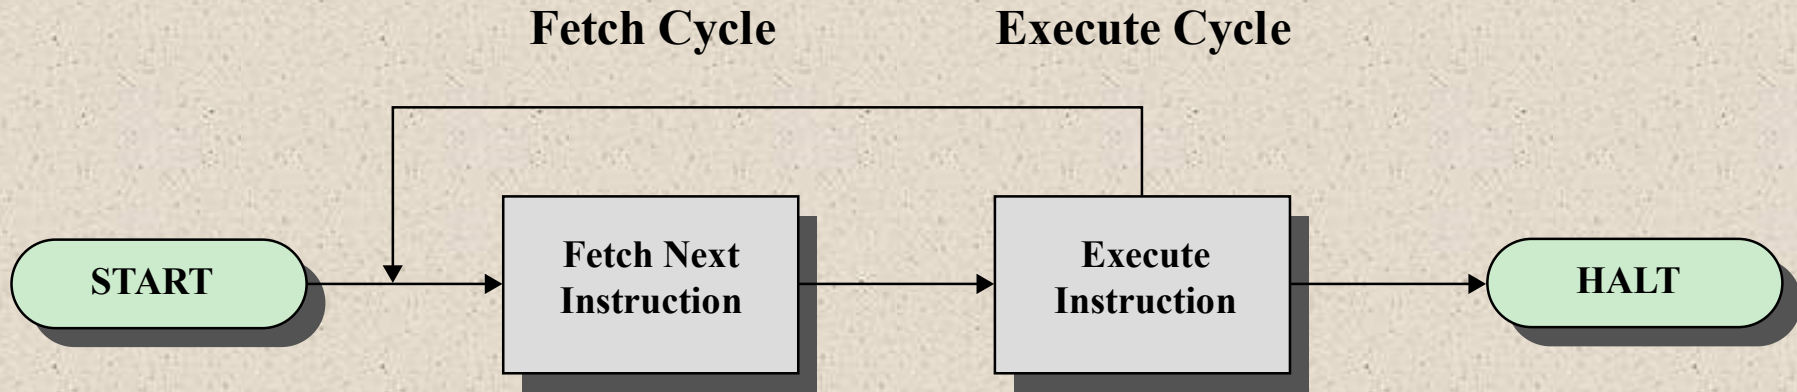 Fetch Cycle
Execute Cycle
START
Fetch Next
Instruction
Execute
Instruction
HALT